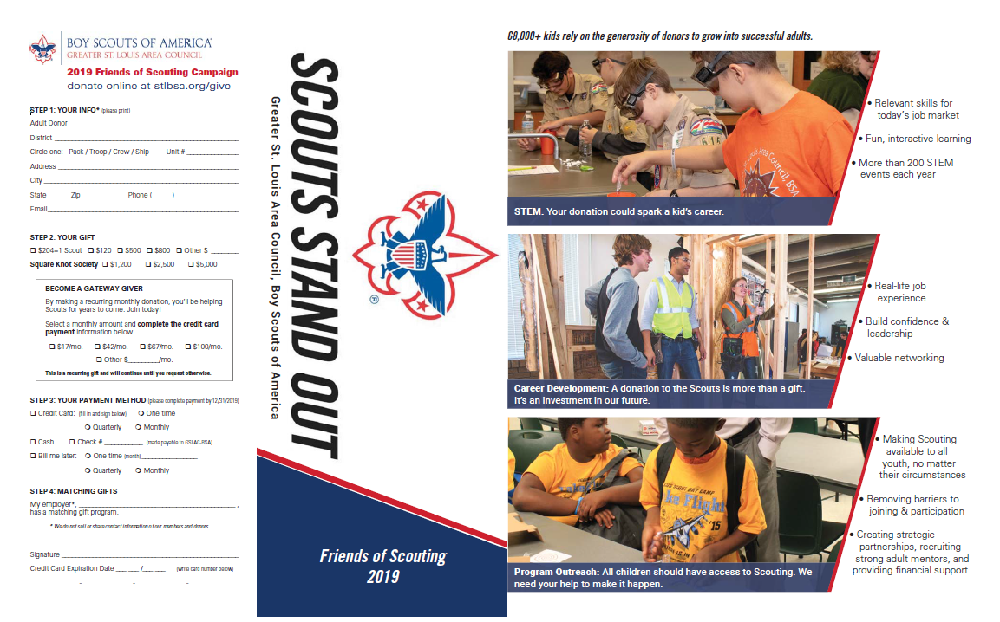 BOY SCOUTS OF AMERICA®
GREATER ST. LOUIS AREA COUNCIL
2019 Friends of Scouting Campaign
donate online at stlbsa.org/give
STEP 1: YOUR INFO* (please print)
Adult Donor
District
Circle one: Pack / Troop / Crew / Ship Unit #
Address
City
State Zip Phone ( )
Email
STEP 2: YOUR GIFT
❑ $204=1 Scout ❑ $120 ❑ $500 ❑ $800 ❑ Other $
Square Knot Society ❑ $1,200 ❑ $2,500 ❑ $5,000
BECOME A GATEWAY GIVER
By making a recurring monthly donation, you'll be helping
Scouts for years to come. Join today!
Select a monthly amount and complete the credit card
payment information below.
❑ $17/mo. ❑ $42/mo. ❑ $67/mo. ❑ $100/mo.
❑ Other $________/mo.
This is a recurring gift and will continue until you request otherwise.
STEP 3: YOUR PAYMENT METHOD (please complete payment by 12/31/2019)
❑ Credit Card: (fill in and sign below) ❍ One time
❍ Quarterly ❍ Monthly
❑ Cash ❑ Check # __________ (made payable to GSLAC-BSA)
❑ Bill me later: ❍ One time (month)
❍ Quarterly ❍ Monthly
STEP 4: MATCHING GIFTS
My employer*, ,
has a matching gift program.
* We do not sell or share contact information of our members and donors
Signature
Credit Card Expiration Date ___ ___ /___ ___ (write card number below)
___ ___ ___ ___ - ___ ___ ___ ___ - ___ ___ ___ ___ - ___ ___ ___ ___
SCOUTS STAND OUT
Greater St. Louis Area Council, Boy Scouts of America
®
Friends of Scouting
2019
68,000+ kids rely on the generosity of donors to grow into successful adults.
614
Area Council, BSA
STEM: Your donation could spark a kid's career.
• Relevant skills for
today's job market
• Fun, interactive learning
• More than 200 STEM
events each year
Career Development: A donation to the Scouts is more than a gift.
It's an investment in our future.
• Real-life job
experience
• Build confidence &
leadership
• Valuable networking
SCOUT DAY CAMP
Flight
'15
Program Outreach: All children should have access to Scouting. We
need your help to make it happen.
• Making Scouting
available to all
youth, no matter
their circumstances
• Removing barriers to
joining & participation
• Creating strategic
partnerships, recruiting
strong adult mentors, and
providing financial support